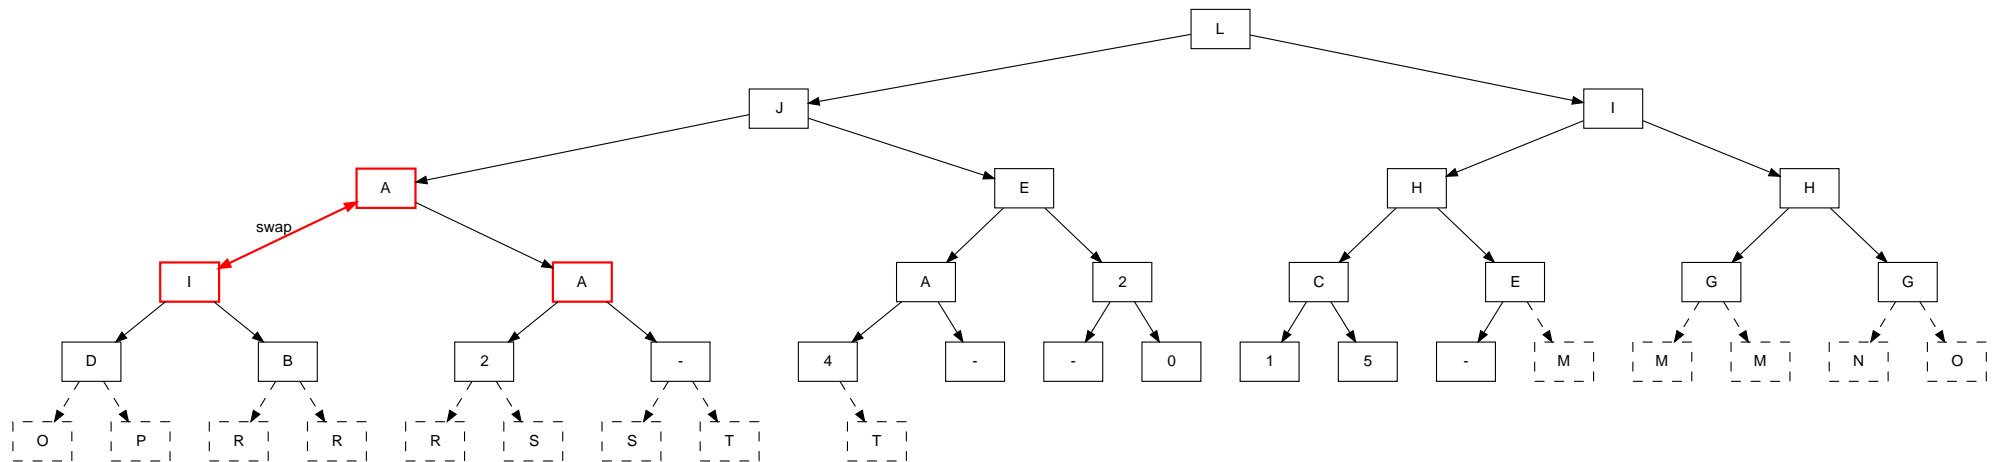 L
J I
A E H H
swap
I A A 2 C E G G
D B 2 - 4 - - 0 1 5 - M M M N O
O P R R R S S T T